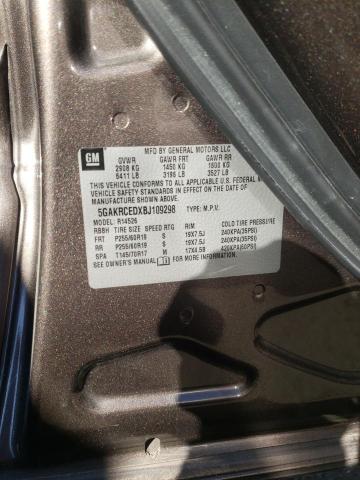 MFD BY GENERAL MOTORS LLC
GM
GVWR GAWR FRT GAWR RR
2908 KG 1450 KG 1600 KG
6411 LB 3196 LB 3527 LB
THIS VEHICLE CONFORMS TO ALL APPLICABLE U.S. FEDERAL
VEHICLE SAFETY STANDARDS IN EFFECT ON THE DATE OF
MANUFACTURE SHOWN ABOVE.
5GAKRCEDXBJ109298 TYPE: M.P.V.
MODEL: R14526
RBBH TIRE SIZE SPEED RTG RIM COLD TIRE PRESSURE
FRT P255/60R19 S 19X7.5J 240KPA(35PSI)
RR P255/60R19 S 19X7.5J 240KPA(35PSI)
SPA T145/70R17 M 17X4.5B 420KPA(60PSI)
SEE OWNER'S MANUAL FOR MORE INFORMATION.